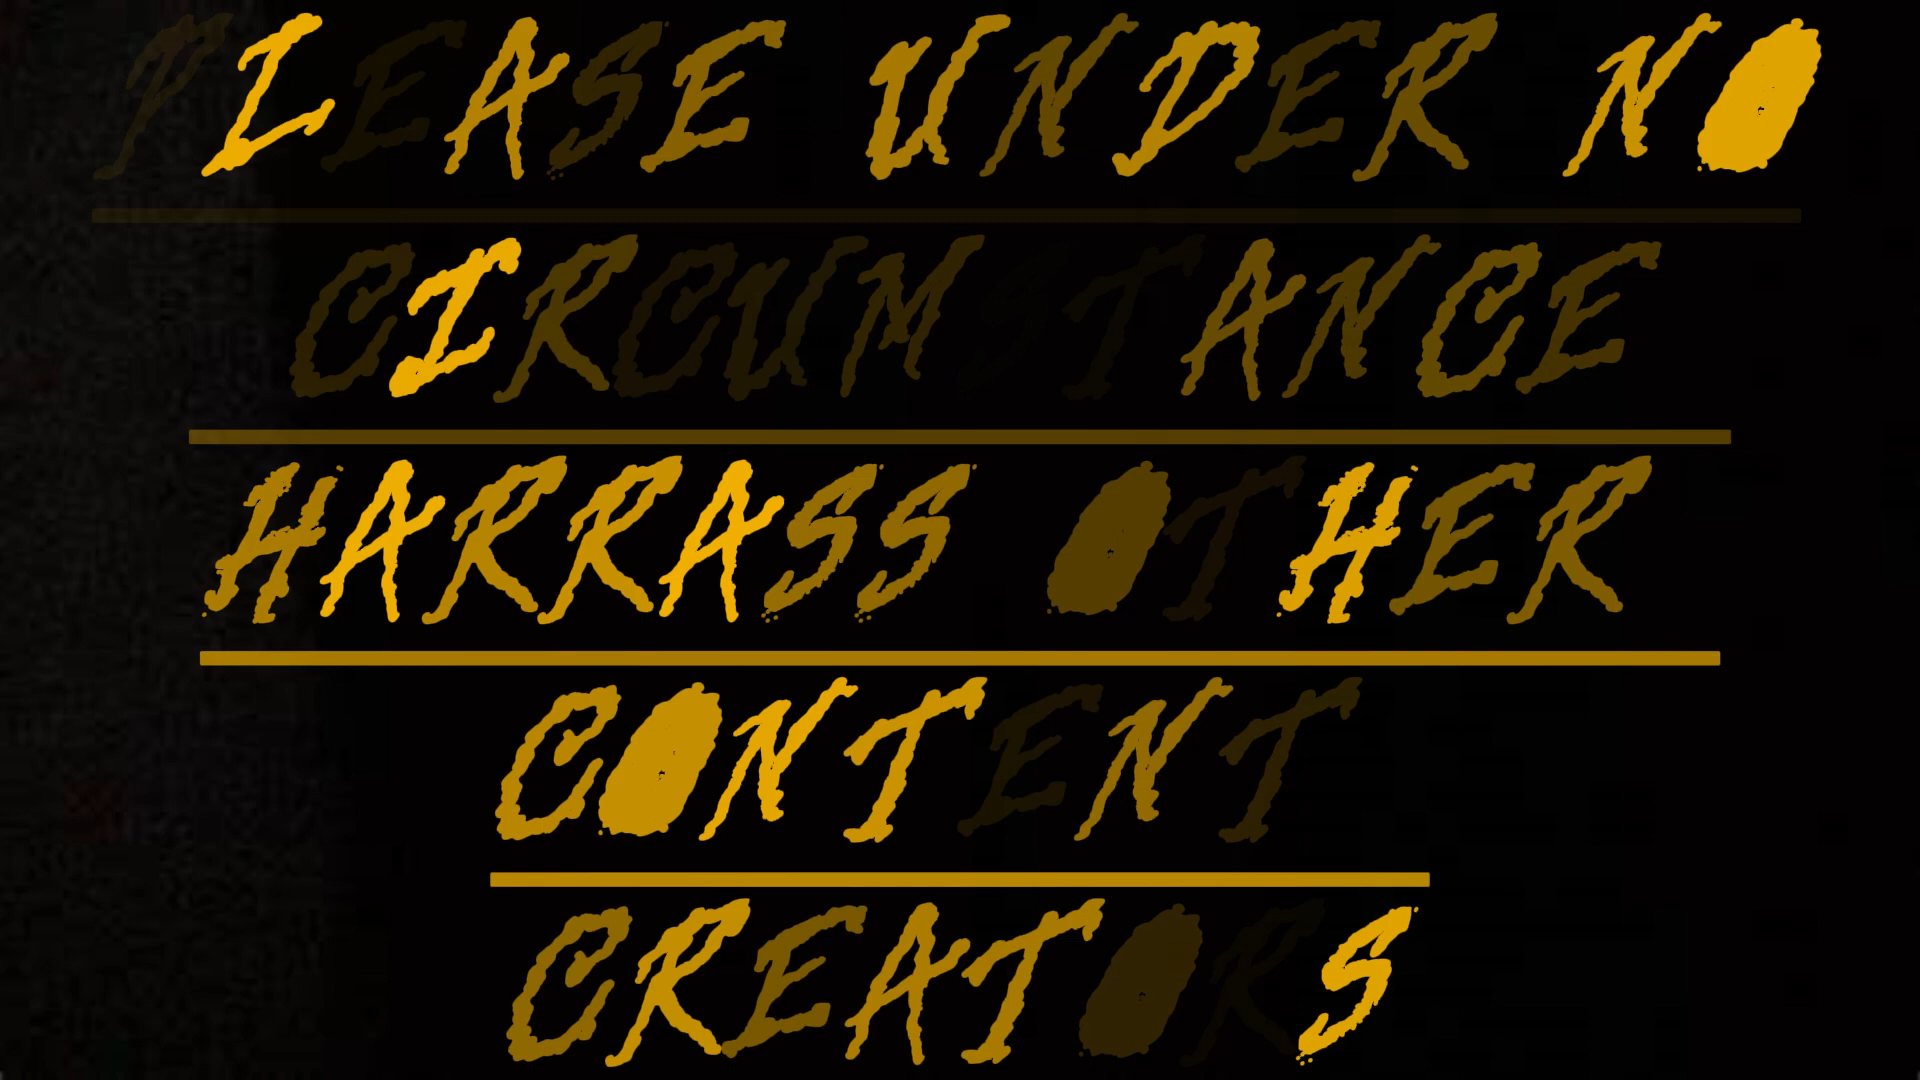 PLEASE UNDER NO
CIRCUMSTANCE
HARRASS OTHER
CONTENT
CREATORS